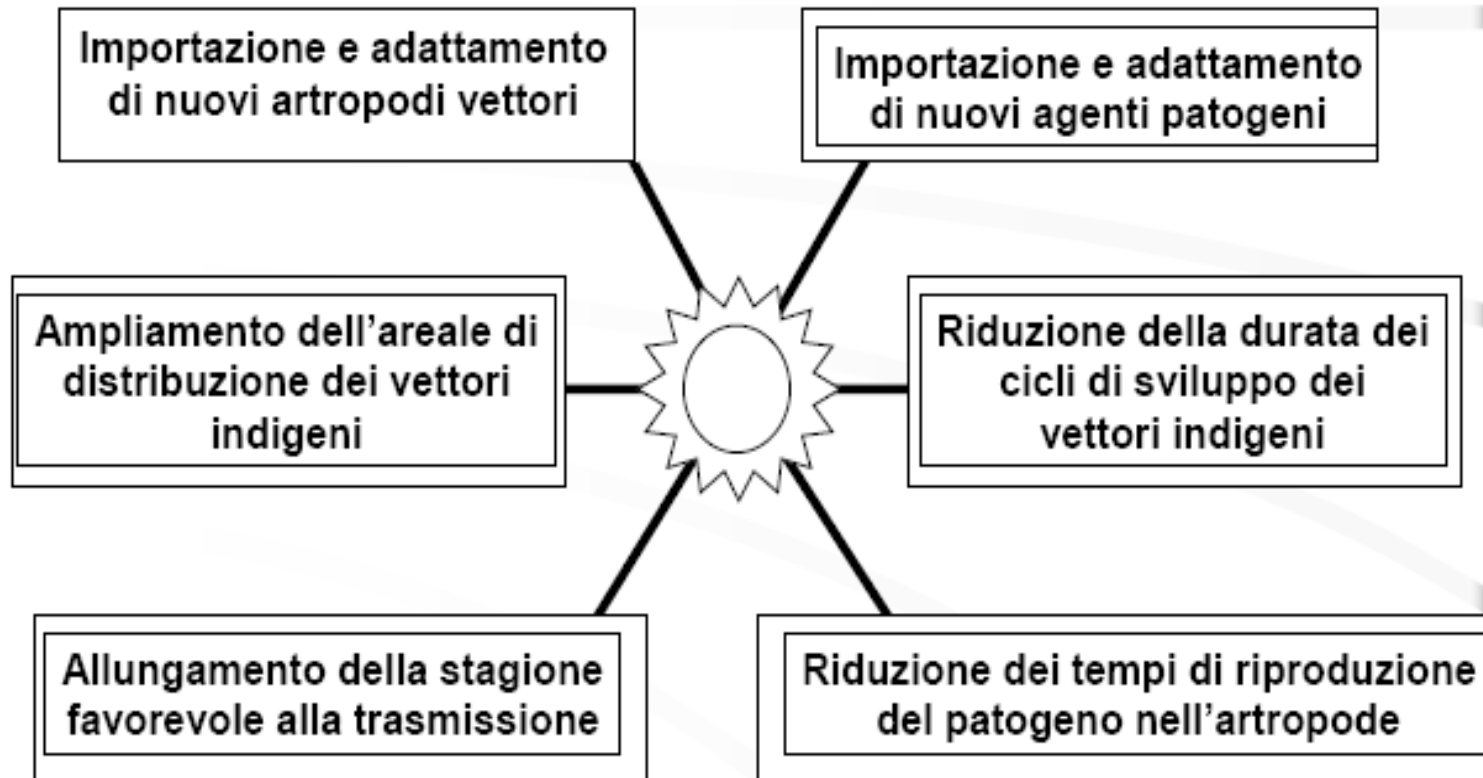 Importazione e adattamento
di nuovi artropodi vettori
Importazione e adattamento
di nuovi agenti patogeni
Ampliamento dell'areale di
distribuzione dei vettori
indigeni
Riduzione della durata dei
cicli di sviluppo dei
vettori indigeni
Allungamento della stagione
favorevole alla trasmissione
Riduzione dei tempi di riproduzione
del patogeno nell'artropode